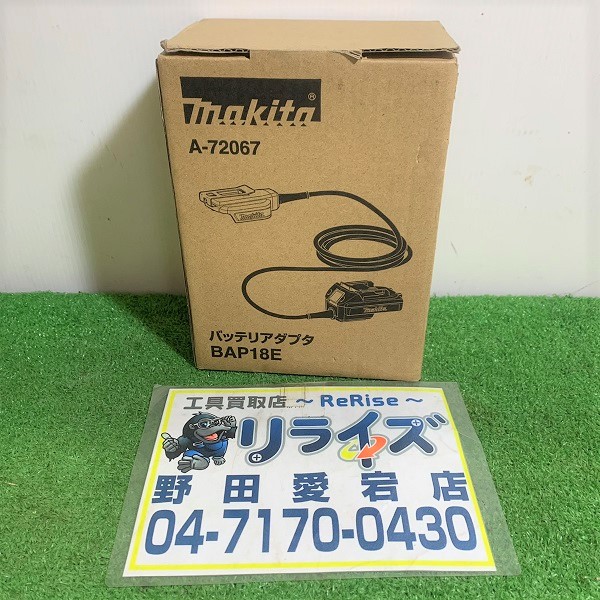 makita®
A-72067
Makita
バッテリアダプタ
BAP18E
工具買取店 ～ ReRise ～
リライズ
野田愛宕店
04-7170-0430